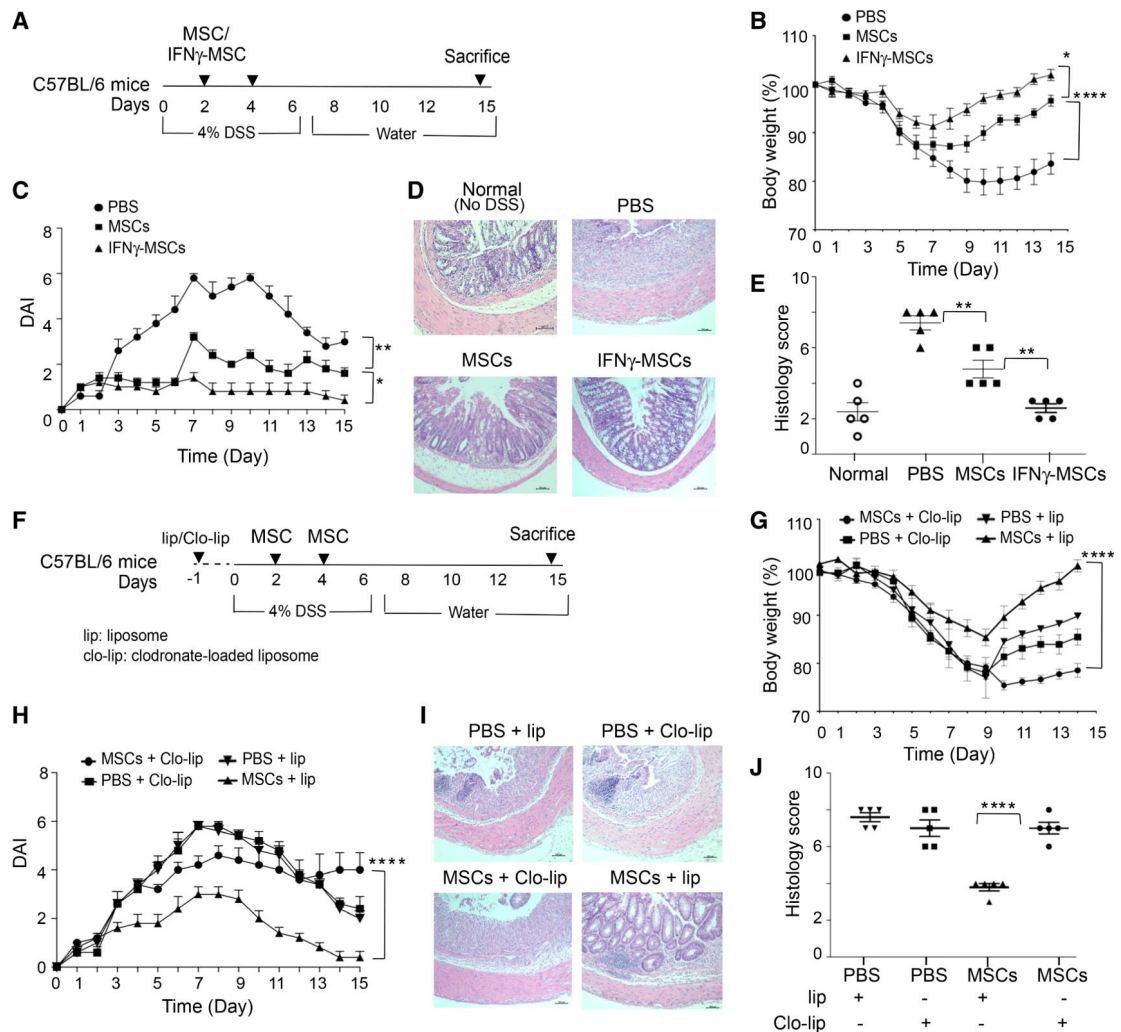 A
MSC/
IFNγ-MSC
Sacrifice
C57BL/6 mice
Days
0 2 4 6 8 10 12 15
4% DSS
Water
B
PBS
MSCs
IFNγ-MSCs
Body weight (%)
110
100
90
80
70
0 1 3 5 7 9 11 13 15
Time (Day)
*
****
C
PBS
MSCs
IFNγ-MSCs
DAI
8
6
4
2
0
0 1 3 5 7 9 11 13 15
Time (Day)
**
*
D
Normal
(No DSS)
PBS
MSCs
IFNγ-MSCs
E
Histology score
10
8
6
4
2
0
**
**
Normal PBS MSCs IFNγ-MSCs
F
lip/Clo-lip
MSC MSC
Sacrifice
C57BL/6 mice
Days
-1 0 2 4 6 8 10 12 15
4% DSS
Water
lip: liposome
clo-lip: clodronate-loaded liposome
G
MSCs + Clo-lip PBS + lip
PBS + Clo-lip MSCs + lip
Body weight (%)
110
100
90
80
70
0 1 3 5 7 9 11 13 15
Time (Day)
****
H
MSCs + Clo-lip PBS + lip
PBS + Clo-lip MSCs + lip
DAI
8
6
4
2
0
0 1 3 5 7 9 11 13 15
Time (Day)
****
I
PBS + lip
PBS + Clo-lip
MSCs + Clo-lip
MSCs + lip
J
Histology score
10
6
2
0
****
PBS PBS MSCs MSCs
lip + - + -
Clo-lip - + - +